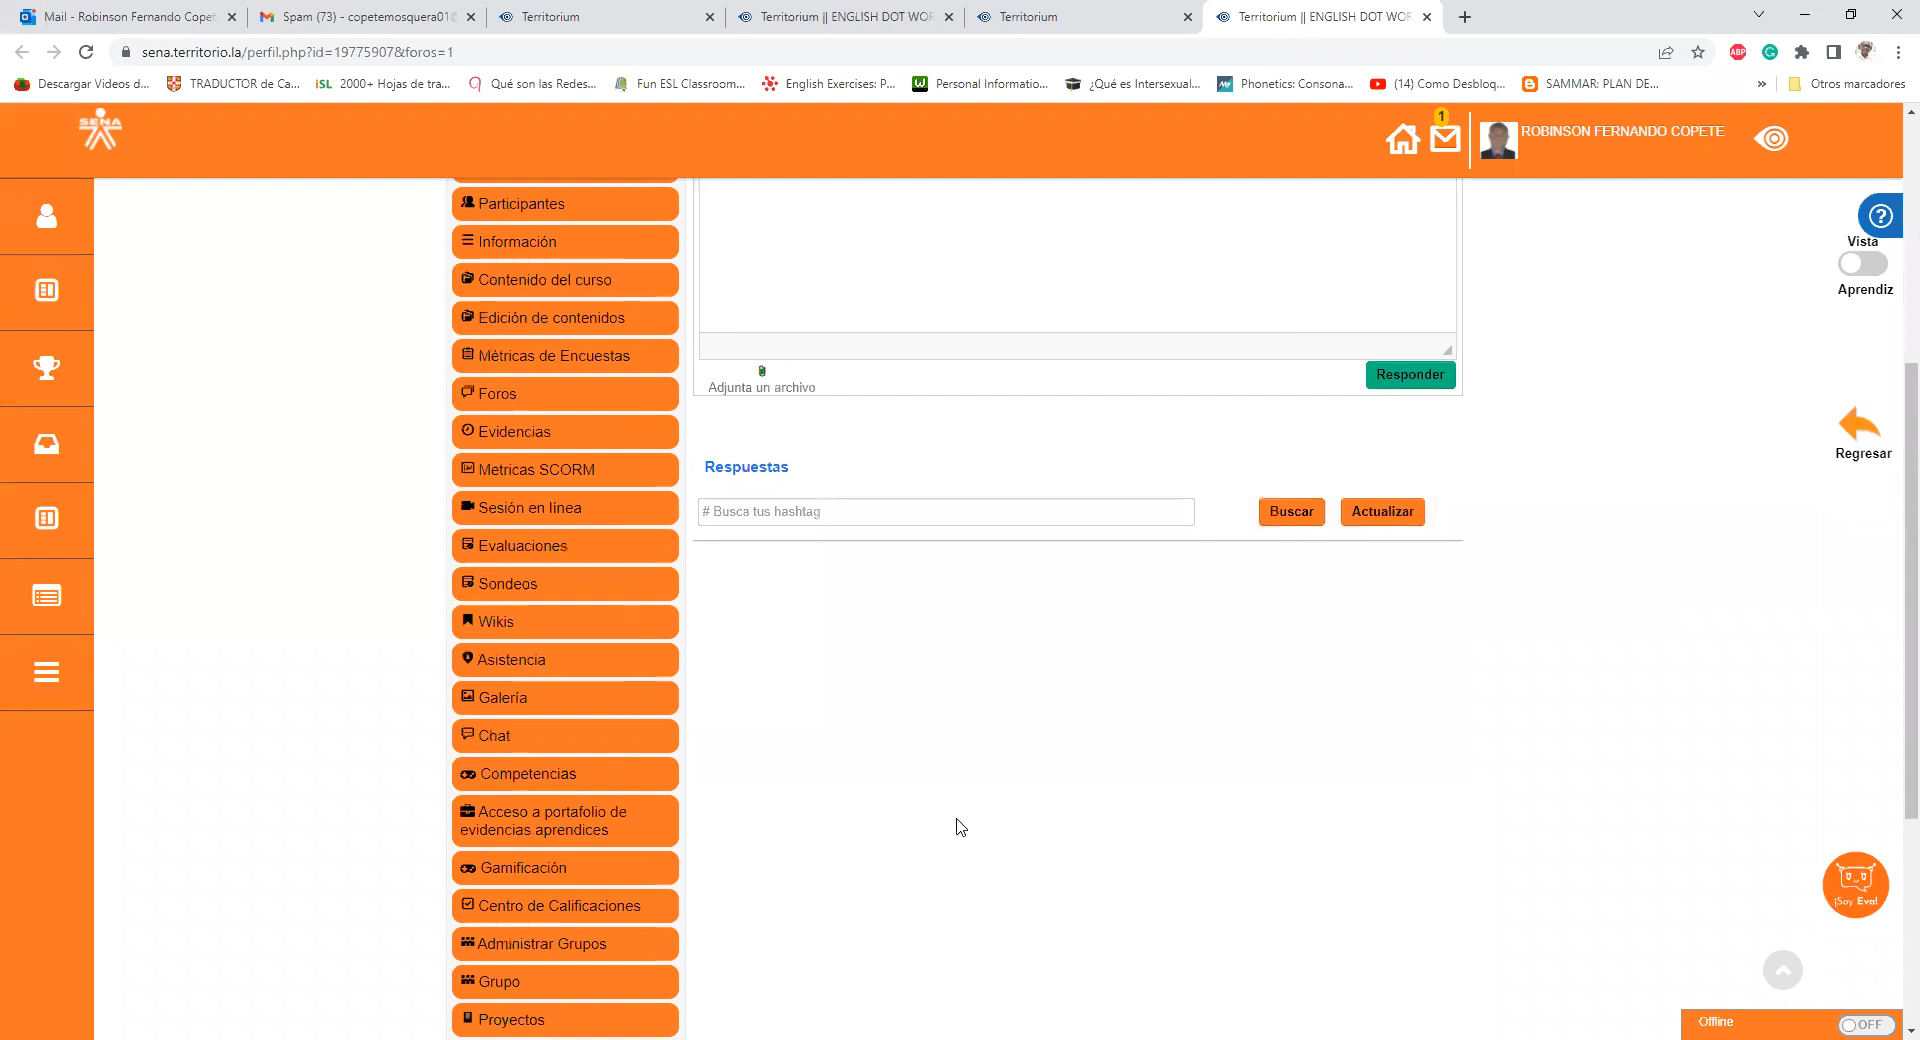 Mail - Robinson Fernando Copet
Spam (73) - copetemosquera01@
Territorium
Territorium || ENGLISH DOT WOR
Territorium
Territorium || ENGLISH DOT WOR
sena.territorio.la/perfil.php?id=19775907&foros=1
ABP
Descargar Videos d...
TRADUCTOR de Ca...
iSL 2000+ Hojas de tra...
Qué son las Redes...
Fun ESL Classroom...
English Exercises: P...
Personal Informatio...
¿Qué es Intersexual...
Phonetics: Consona...
(14) Como Desbloq...
SAMMAR: PLAN DE...
»
Otros marcadores
SENA
1
ROBINSON FERNANDO COPETE
Participantes
Información
Contenido del curso
Edición de contenidos
Métricas de Encuestas
Foros
Evidencias
Metricas SCORM
Sesión en línea
Evaluaciones
Sondeos
Wikis
Asistencia
Galería
Chat
Competencias
Acceso a portafolio de
evidencias aprendices
Gamificación
Centro de Calificaciones
Administrar Grupos
Grupo
Proyectos
Adjunta un archivo
Responder
Respuestas
# Busca tus hashtag
Buscar
Actualizar
Vista
Aprendiz
Regresar
¡Soy Eva!
Offline
OFF